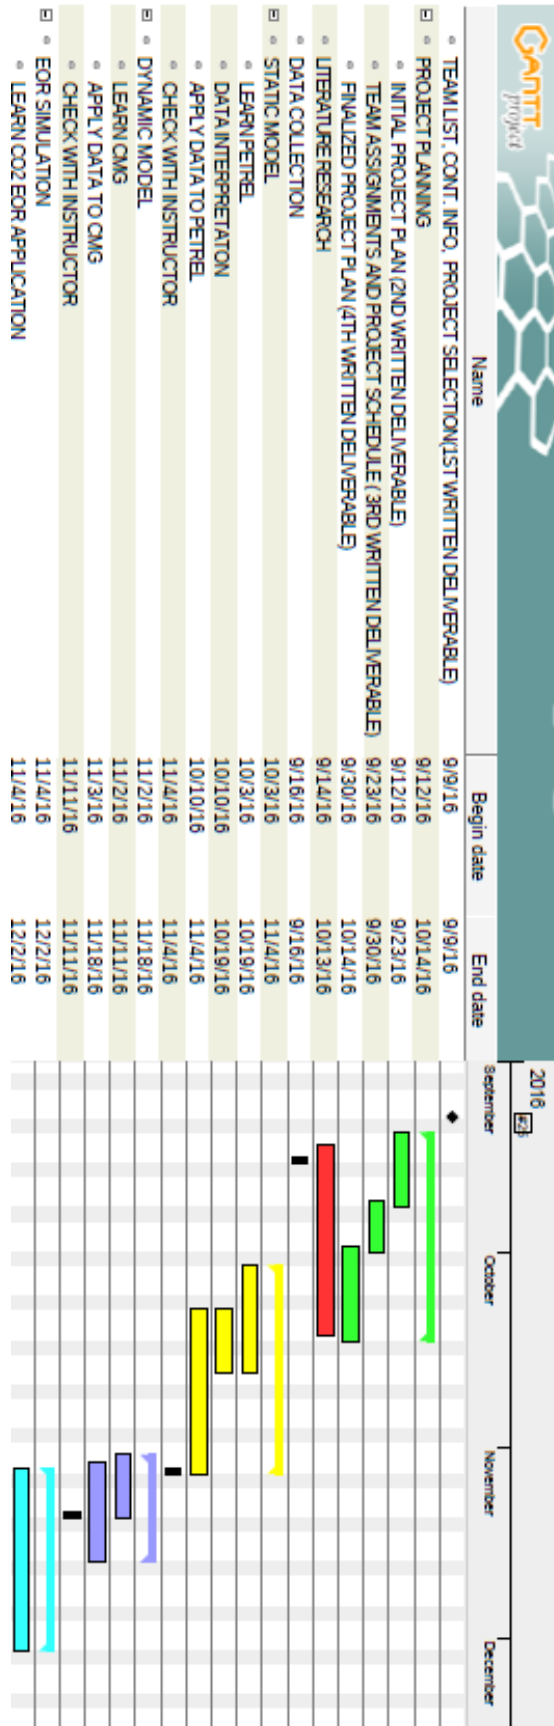 GANTT
project
2016
#25
Name
Begin date
End date
September
October
November
December
TEAM LIST, CONT. INFO, PROJECT SELECTION(1ST WRITTEN DELIVERABLE) 9/9/16 9/9/16
PROJECT PLANNING 9/12/16 10/14/16
INITIAL PROJECT PLAN (2ND WRITTEN DELIVERABLE) 9/12/16 9/23/16
TEAM ASSIGNMENTS AND PROJECT SCHEDULE ( 3RD WRITTEN DELIVERABLE) 9/23/16 9/30/16
FINALIZED PROJECT PLAN (4TH WRITTEN DELIVERABLE) 9/30/16 10/14/16
LITERATURE RESEARCH 9/14/16 10/13/16
DATA COLLECTION 9/16/16 9/16/16
STATIC MODEL 10/3/16 11/4/16
LEARN PETREL 10/3/16 10/19/16
DATA INTERPRETATON 10/10/16 10/19/16
APPLY DATA TO PETREL 10/10/16 11/4/16
CHECK WITH INSTRUCTOR 11/4/16 11/4/16
DYNAMIC MODEL 11/2/16 11/18/16
LEARN CMG 11/2/16 11/11/16
APPLY DATA TO CMG 11/3/16 11/18/16
CHECK WITH INSTRUCTOR 11/11/16 11/11/16
EOR SIMULATION 11/4/16 12/2/16
LEARN CO2 EOR APPLICATION 11/4/16 12/2/16